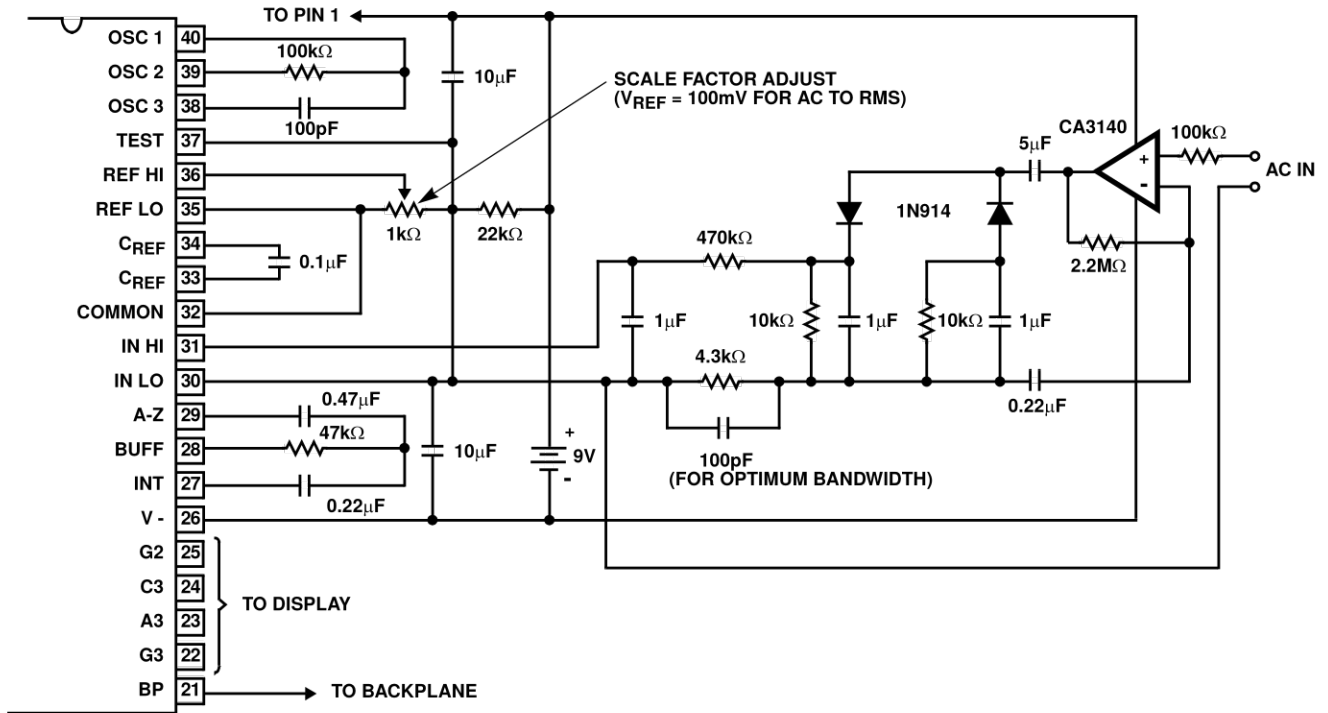 TO PIN 1
OSC 1 40
OSC 2 39
OSC 3 38
TEST 37
REF HI 36
REF LO 35
C_REF 34
C_REF 33
COMMON 32
IN HI 31
IN LO 30
A-Z 29
BUFF 28
INT 27
V - 26
G2 25
C3 24
A3 23
G3 22
BP 21
100kΩ
100pF
10μF
SCALE FACTOR ADJUST
(V_REF = 100mV FOR AC TO RMS)
1kΩ
22kΩ
0.1μF
CA3140
+
-
100kΩ
AC IN
5μF
1N914
2.2MΩ
470kΩ
1μF
10kΩ
1μF
10kΩ
1μF
4.3kΩ
0.22μF
100pF
(FOR OPTIMUM BANDWIDTH)
0.47μF
47kΩ
0.22μF
10μF
+
9V
-
TO DISPLAY
TO BACKPLANE